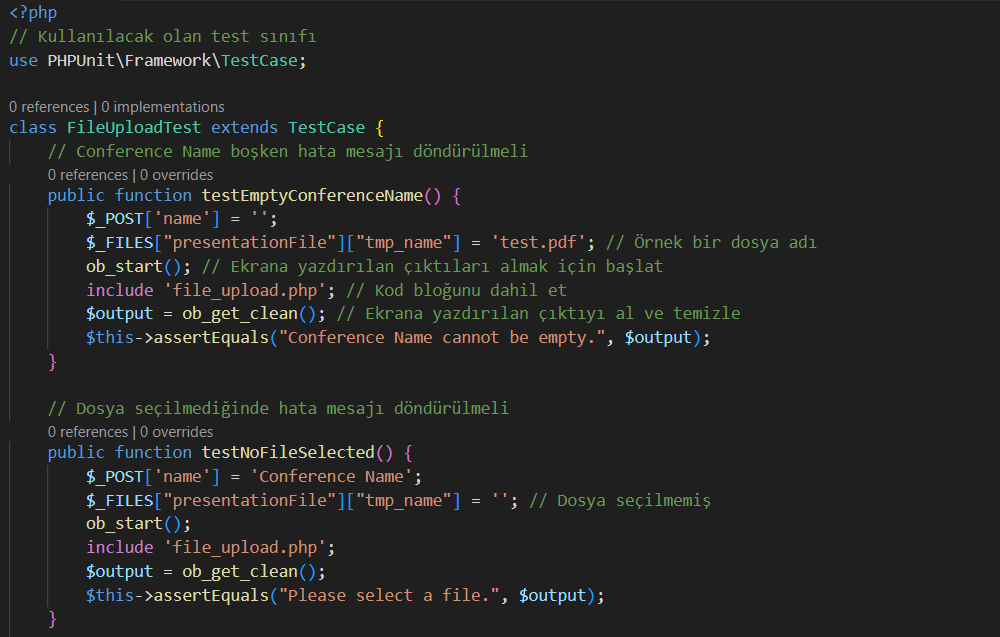 <?php
// Kullanılacak olan test sınıfı
use PHPUnit\Framework\TestCase;
0 references | 0 implementations
class FileUploadTest extends TestCase {
// Conference Name boşken hata mesajı döndürülmeli
0 references | 0 overrides
public function testEmptyConferenceName() {
$_POST['name'] = '';
$_FILES["presentationFile"]["tmp_name"] = 'test.pdf'; // Örnek bir dosya adı
ob_start(); // Ekrana yazdırılan çıktıları almak için başlat
include 'file_upload.php'; // Kod bloğunu dahil et
$output = ob_get_clean(); // Ekrana yazdırılan çıktıyı al ve temizle
$this->assertEquals("Conference Name cannot be empty.", $output);
}
// Dosya seçilmediğinde hata mesajı döndürülmeli
0 references | 0 overrides
public function testNoFileSelected() {
$_POST['name'] = 'Conference Name';
$_FILES["presentationFile"]["tmp_name"] = ''; // Dosya seçilmemiş
ob_start();
include 'file_upload.php';
$output = ob_get_clean();
$this->assertEquals("Please select a file.", $output);
}